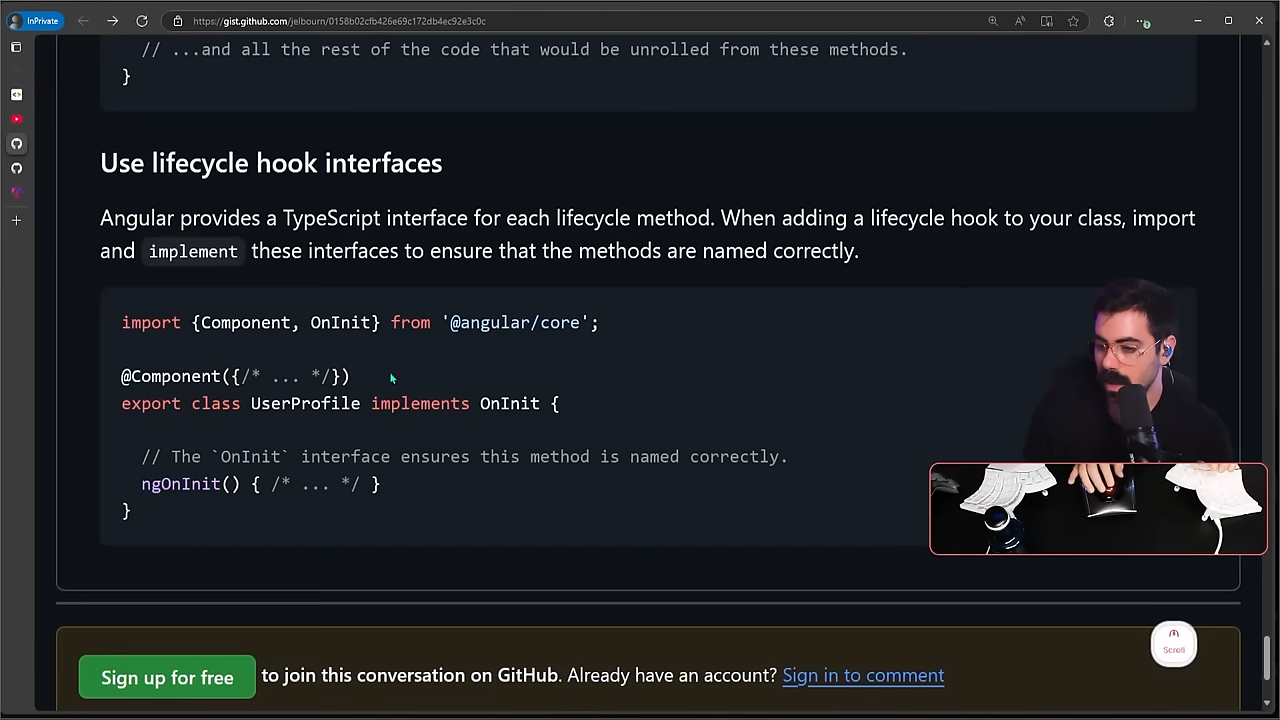 InPrivate
https://gist.github.com/jelbourn/0158b02cfb426e69c172db4ec92e3c0c
// ...and all the rest of the code that would be unrolled from these methods.
}
Use lifecycle hook interfaces
Angular provides a TypeScript interface for each lifecycle method. When adding a lifecycle hook to your class, import
and implement these interfaces to ensure that the methods are named correctly.
import {Component, OnInit} from '@angular/core';
@Component({/* ... */})
export class UserProfile implements OnInit {
// The `OnInit` interface ensures this method is named correctly.
ngOnInit() { /* ... */ }
}
Scroll
Sign up for free to join this conversation on GitHub. Already have an account? Sign in to comment